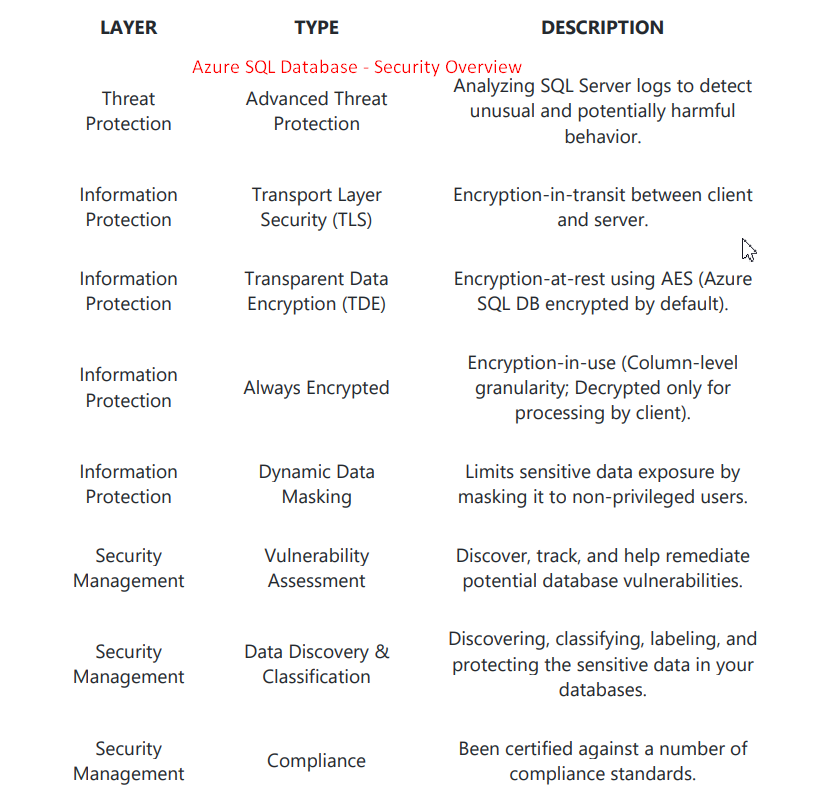 LAYER TYPE DESCRIPTION
Azure SQL Database - Security Overview
Threat
Protection
Advanced Threat
Protection
Analyzing SQL Server logs to detect
unusual and potentially harmful
behavior.
Information
Protection
Transport Layer
Security (TLS)
Encryption-in-transit between client
and server.
Information
Protection
Transparent Data
Encryption (TDE)
Encryption-at-rest using AES (Azure
SQL DB encrypted by default).
Information
Protection
Always Encrypted
Encryption-in-use (Column-level
granularity; Decrypted only for
processing by client).
Information
Protection
Dynamic Data
Masking
Limits sensitive data exposure by
masking it to non-privileged users.
Security
Management
Vulnerability
Assessment
Discover, track, and help remediate
potential database vulnerabilities.
Security
Management
Data Discovery &
Classification
Discovering, classifying, labeling, and
protecting the sensitive data in your
databases.
Security
Management
Compliance
Been certified against a number of
compliance standards.